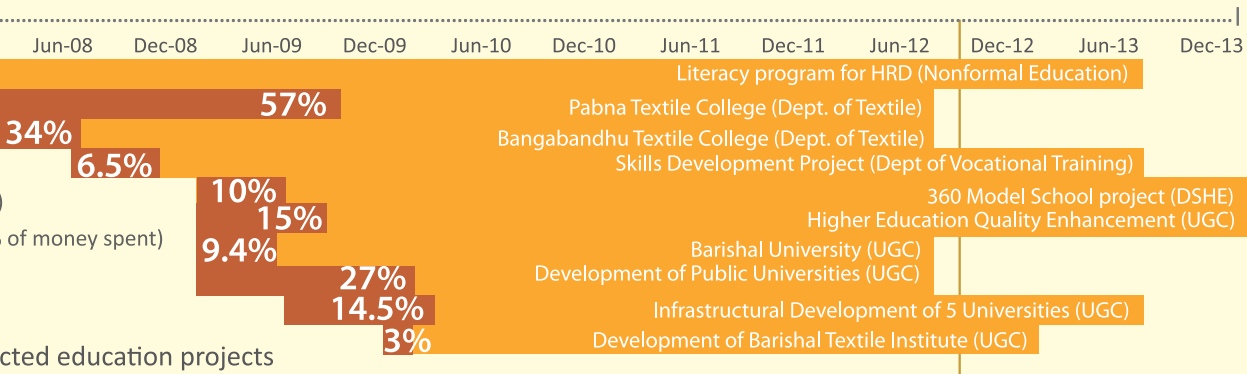 Jun-08 Dec-08 Jun-09 Dec-09 Jun-10 Dec-10 Jun-11 Dec-11 Jun-12 Dec-12 Jun-13 Dec-13
Literacy program for HRD (Nonformal Education)
57% Pabna Textile College (Dept. of Textile)
34% Bangabandhu Textile College (Dept. of Textile)
6.5% Skills Development Project (Dept of Vocational Training)
10% 360 Model School project (DSHE)
)
15% Higher Education Quality Enhancement (UGC)
of money spent)
9.4% Barishal University (UGC)
27% Development of Public Universities (UGC)
14.5% Infrastructural Development of 5 Universities (UGC)
3% Development of Barishal Textile Institute (UGC)
cted education projects